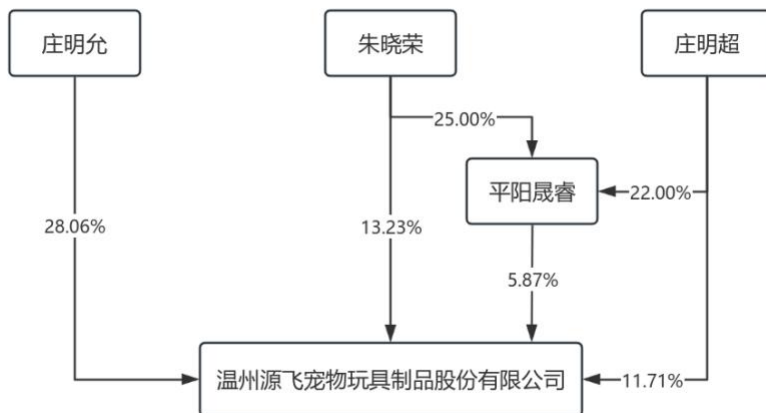 庄明允
朱晓荣
庄明超
25.00%
平阳晟睿
22.00%
28.06%
13.23%
5.87%
温州源飞宠物玩具制品股份有限公司
11.71%